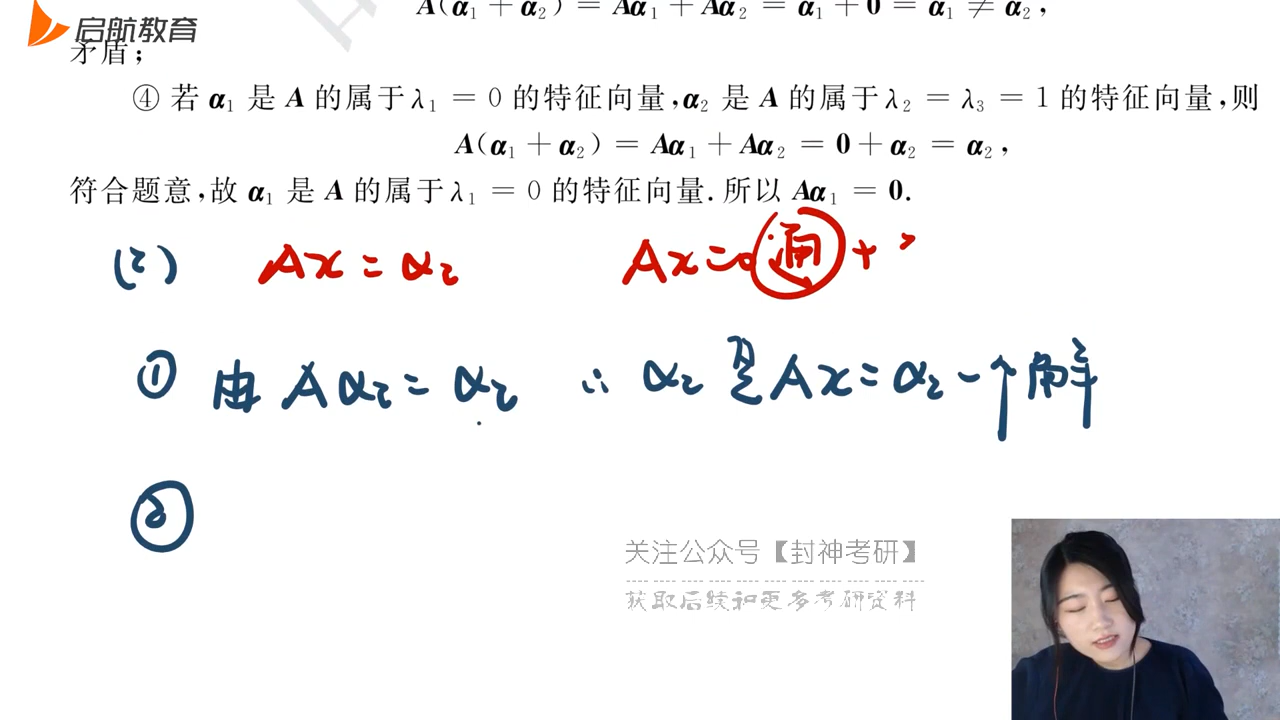 A(α₁+α₂)=Aα₁+Aα₂=α₁+0=α₁≠α₂,
启航教育
矛盾;
④ 若 α₁ 是 A 的属于 λ₁=0 的特征向量,α₂ 是 A 的属于 λ₂=λ₃=1 的特征向量,则
A(α₁+α₂)=Aα₁+Aα₂=0+α₂=α₂,
符合题意,故 α₁ 是 A 的属于 λ₁=0 的特征向量.所以 Aα₁=0.
(2) Ax=α₂ Ax=0 通 +
① 由 Aα₂=α₂ ∴ α₂ 是 Ax=α₂ 一个解
②
关注公众号【封神考研】
获取后续和更多考研资料